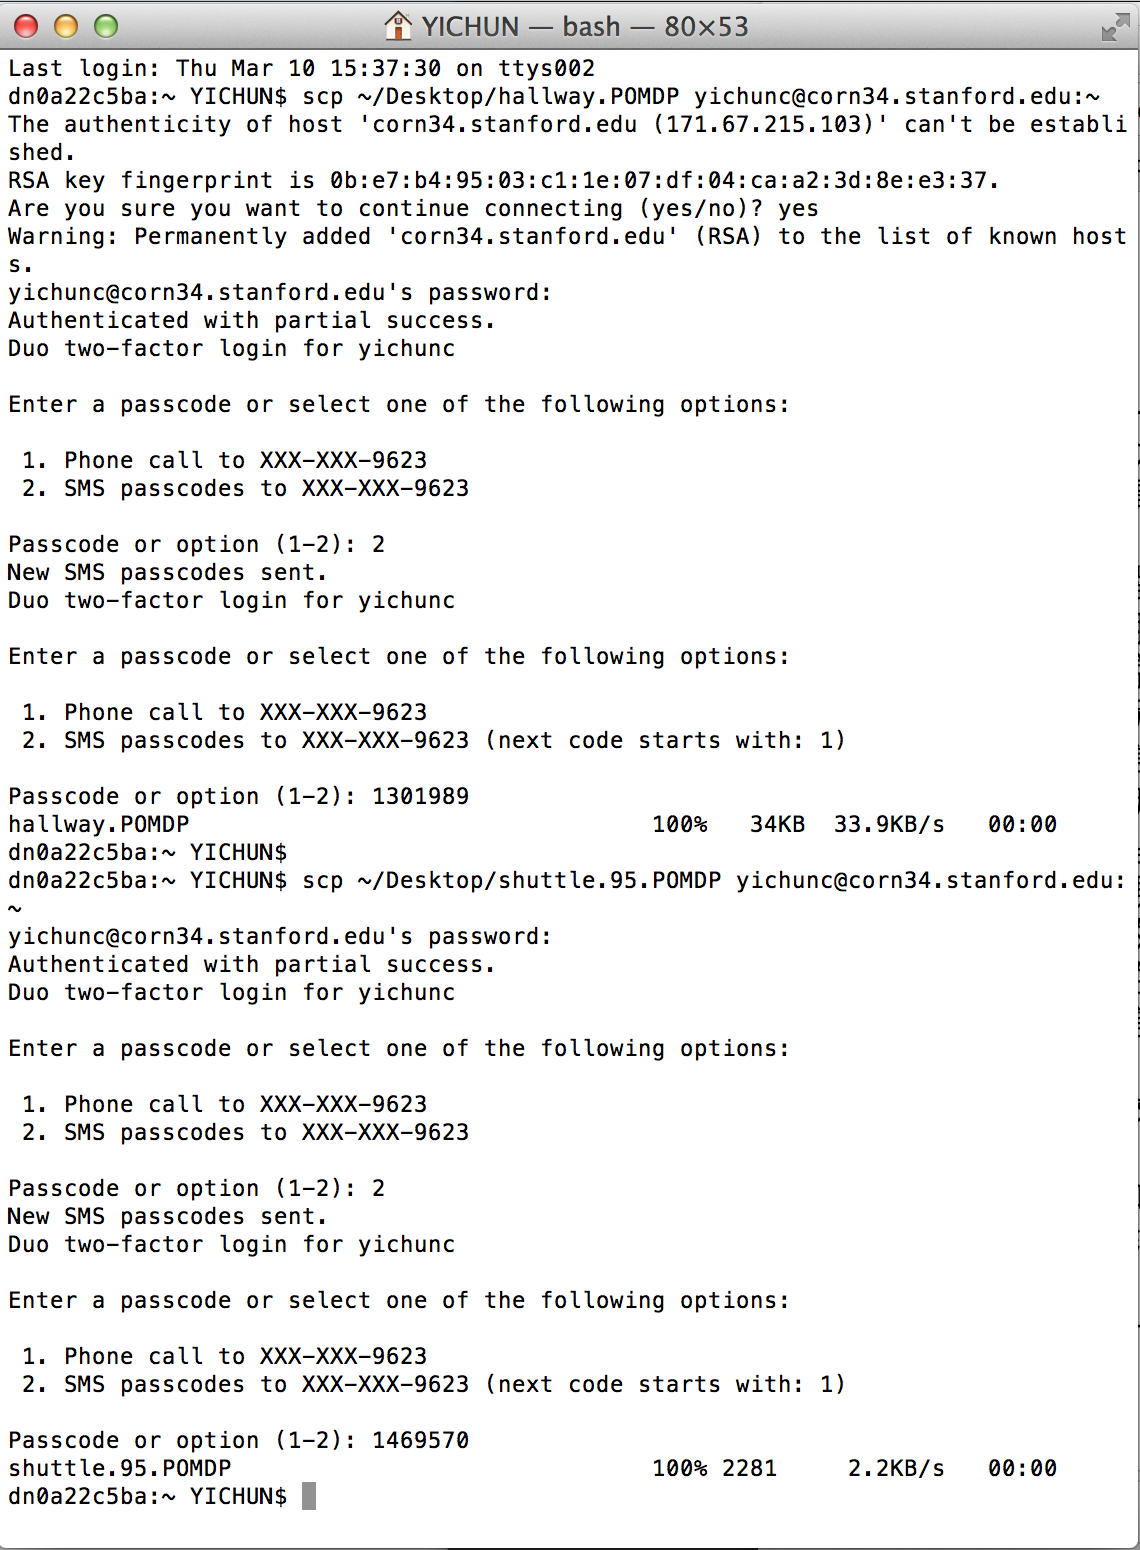 YICHUN — bash — 80×53
Last login: Thu Mar 10 15:37:30 on ttys002
dn0a22c5ba:~ YICHUN$ scp ~/Desktop/hallway.POMDP yichunc@corn34.stanford.edu:~
The authenticity of host 'corn34.stanford.edu (171.67.215.103)' can't be establi
shed.
RSA key fingerprint is 0b:e7:b4:95:03:c1:1e:07:df:04:ca:a2:3d:8e:e3:37.
Are you sure you want to continue connecting (yes/no)? yes
Warning: Permanently added 'corn34.stanford.edu' (RSA) to the list of known host
s.
yichunc@corn34.stanford.edu's password:
Authenticated with partial success.
Duo two-factor login for yichunc

Enter a passcode or select one of the following options:

 1. Phone call to XXX-XXX-9623
 2. SMS passcodes to XXX-XXX-9623

Passcode or option (1-2): 2
New SMS passcodes sent.
Duo two-factor login for yichunc

Enter a passcode or select one of the following options:

 1. Phone call to XXX-XXX-9623
 2. SMS passcodes to XXX-XXX-9623 (next code starts with: 1)

Passcode or option (1-2): 1301989
hallway.POMDP                                 100%   34KB  33.9KB/s   00:00
dn0a22c5ba:~ YICHUN$
dn0a22c5ba:~ YICHUN$ scp ~/Desktop/shuttle.95.POMDP yichunc@corn34.stanford.edu:
~
yichunc@corn34.stanford.edu's password:
Authenticated with partial success.
Duo two-factor login for yichunc

Enter a passcode or select one of the following options:

 1. Phone call to XXX-XXX-9623
 2. SMS passcodes to XXX-XXX-9623

Passcode or option (1-2): 2
New SMS passcodes sent.
Duo two-factor login for yichunc

Enter a passcode or select one of the following options:

 1. Phone call to XXX-XXX-9623
 2. SMS passcodes to XXX-XXX-9623 (next code starts with: 1)

Passcode or option (1-2): 1469570
shuttle.95.POMDP                              100% 2281     2.2KB/s   00:00
dn0a22c5ba:~ YICHUN$